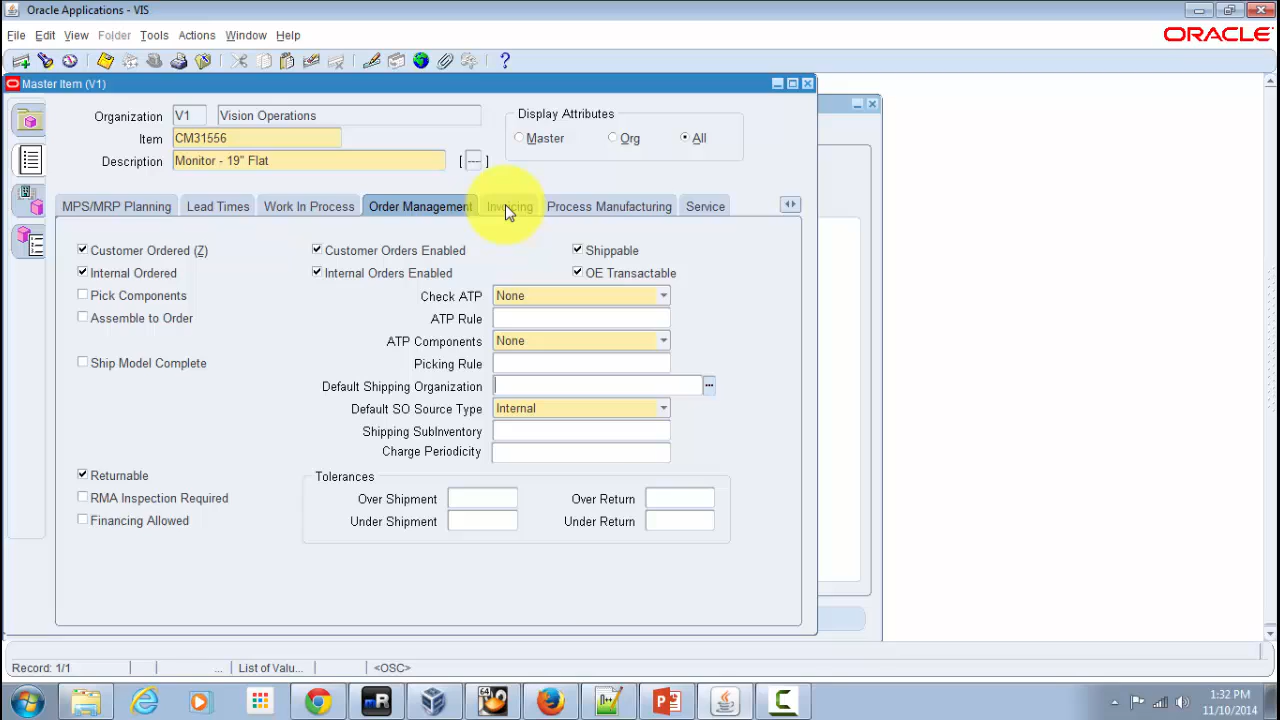 Oracle Applications - VIS
File Edit View Folder Tools Actions Window Help
ORACLE
Master Item (V1)
Organization V1 Vision Operations
Display Attributes
Item CM31556
Master Org All
Description Monitor - 19" Flat [ --- ]
MPS/MRP Planning Lead Times Work In Process Order Management Invoicing Process Manufacturing Service
Customer Ordered (Z) Customer Orders Enabled Shippable
Internal Ordered Internal Orders Enabled OE Transactable
Pick Components Check ATP None
Assemble to Order ATP Rule
ATP Components None
Ship Model Complete Picking Rule
Default Shipping Organization ...
Default SO Source Type Internal
Shipping SubInventory
Charge Periodicity
Returnable Tolerances
RMA Inspection Required Over Shipment Over Return
Financing Allowed Under Shipment Under Return
Record: 1/1 ... List of Valu... <OSC>
1:32 PM
11/10/2014